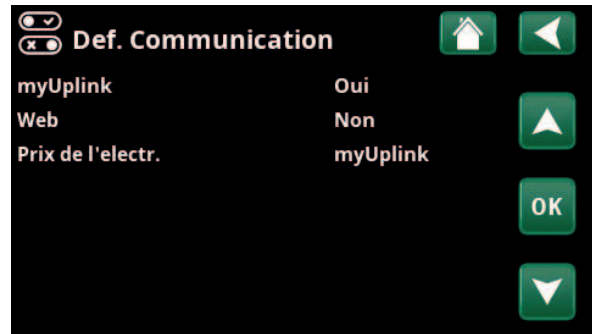 Def. Communication
myUplink Oui
Web Non
Prix de l'electr. myUplink
OK